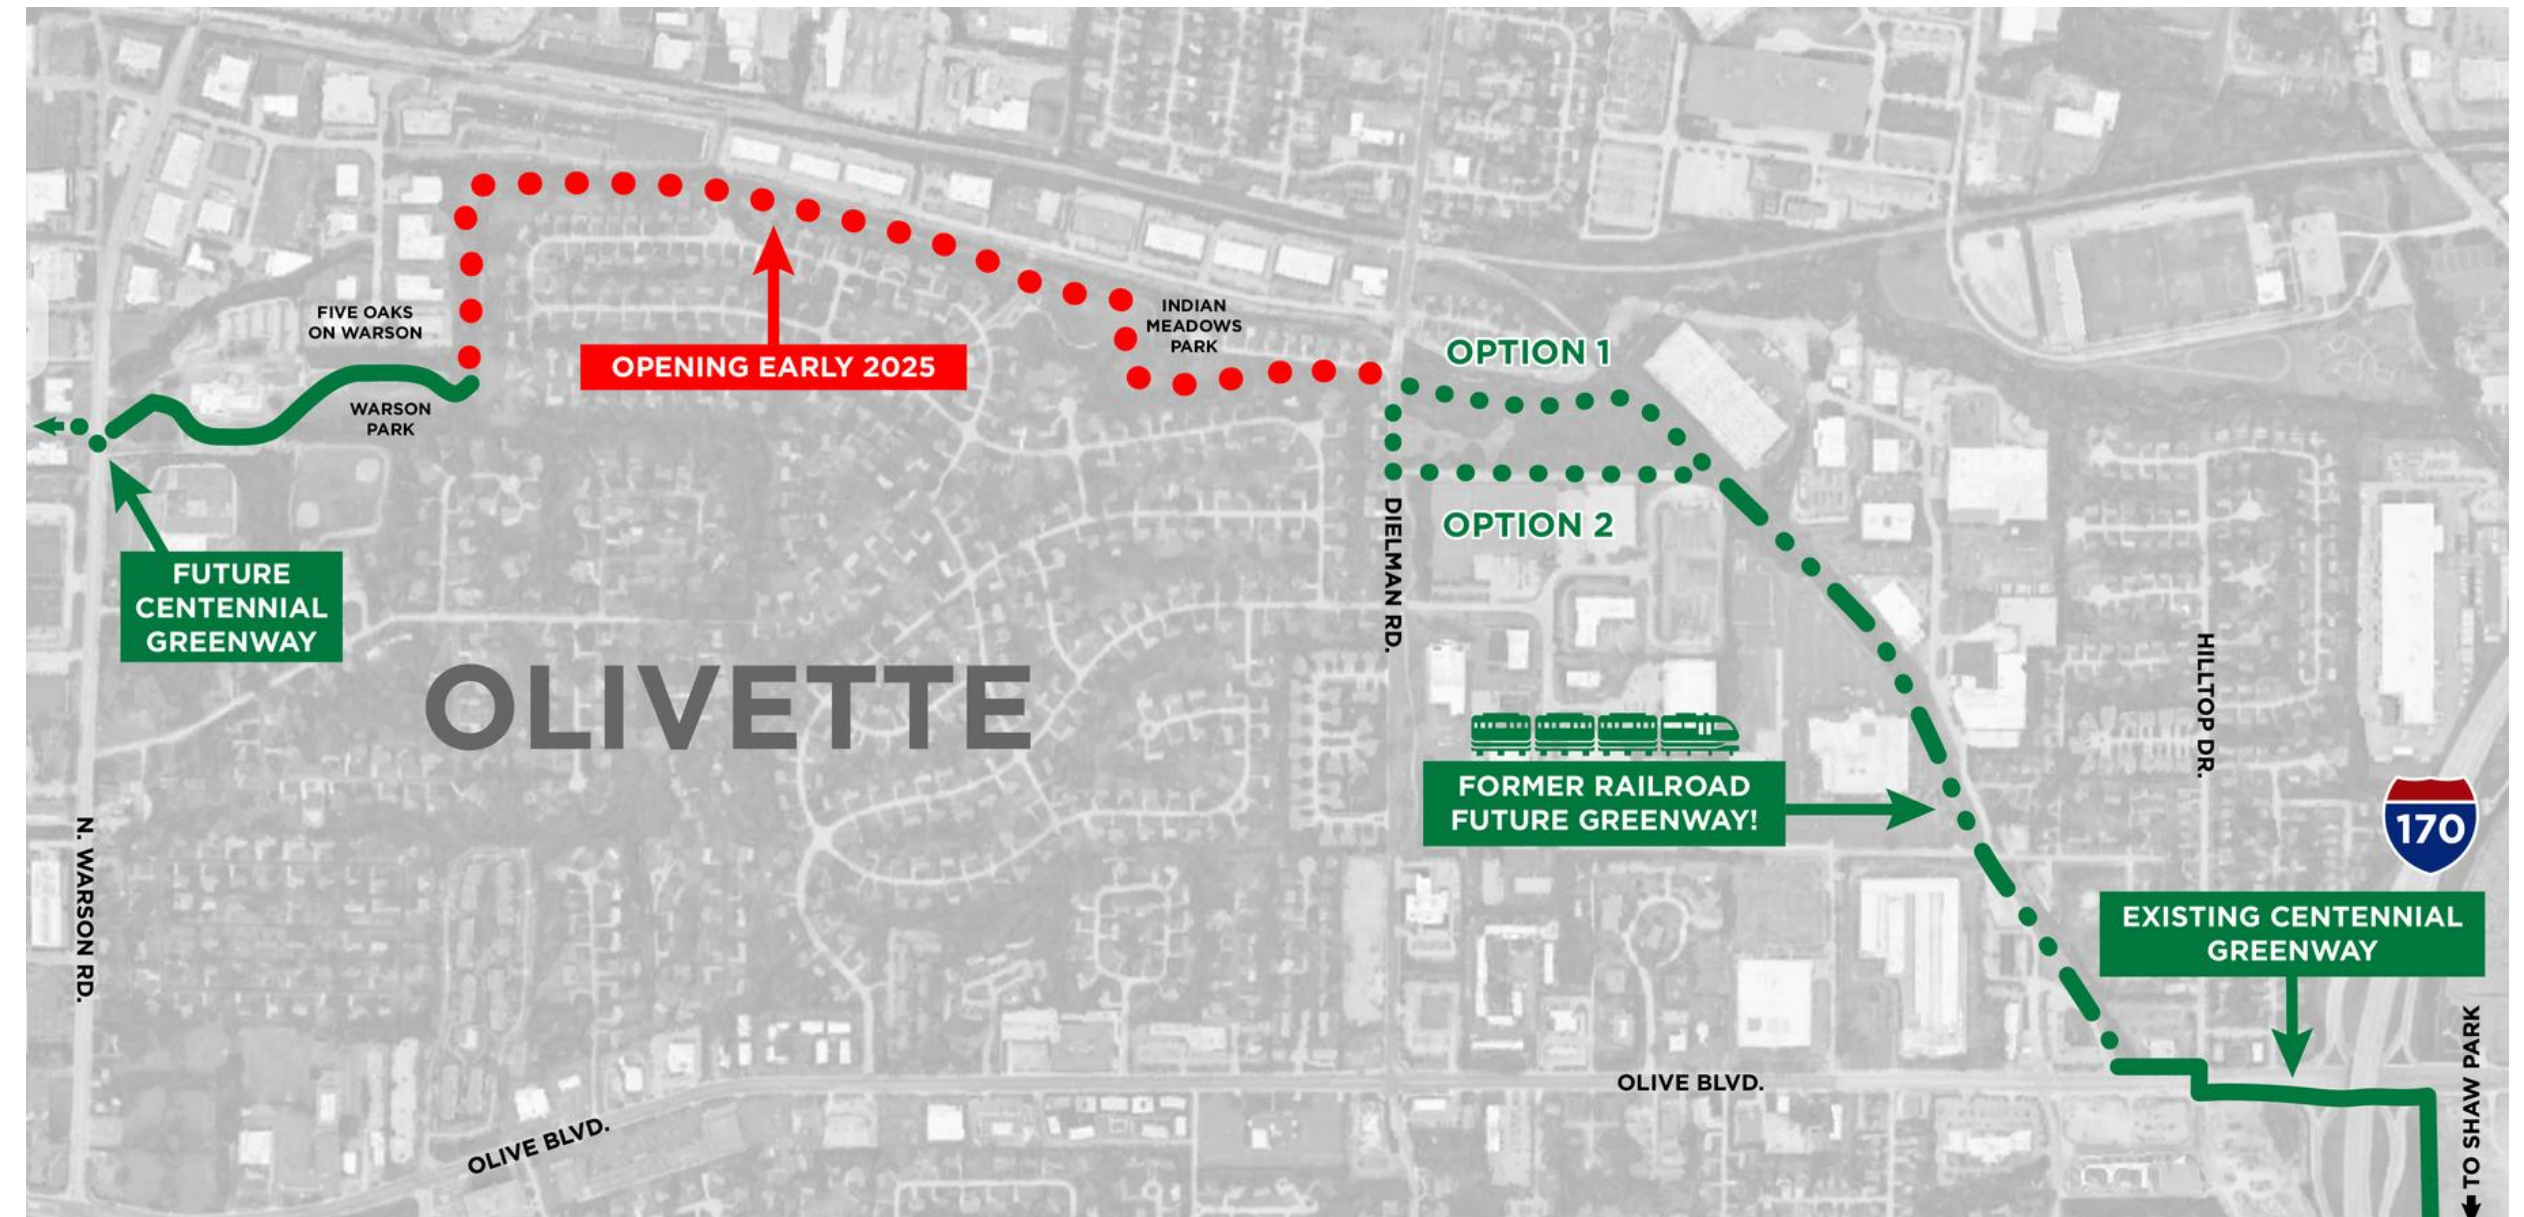 FIVE OAKS
ON WARSON
INDIAN
MEADOWS
PARK
OPENING EARLY 2025
OPTION 1
WARSON
PARK
OPTION 2
DIELMAN RD.
FUTURE
CENTENNIAL
GREENWAY
OLIVETTE
HILLTOP DR.
FORMER RAILROAD
FUTURE GREENWAY!
170
N. WARSON RD.
EXISTING CENTENNIAL
GREENWAY
OLIVE BLVD.
OLIVE BLVD.
TO SHAW PARK